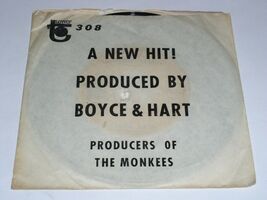 308
A NEW HIT!
PRODUCED BY
BOYCE & HART
PRODUCERS OF
THE MONKEES